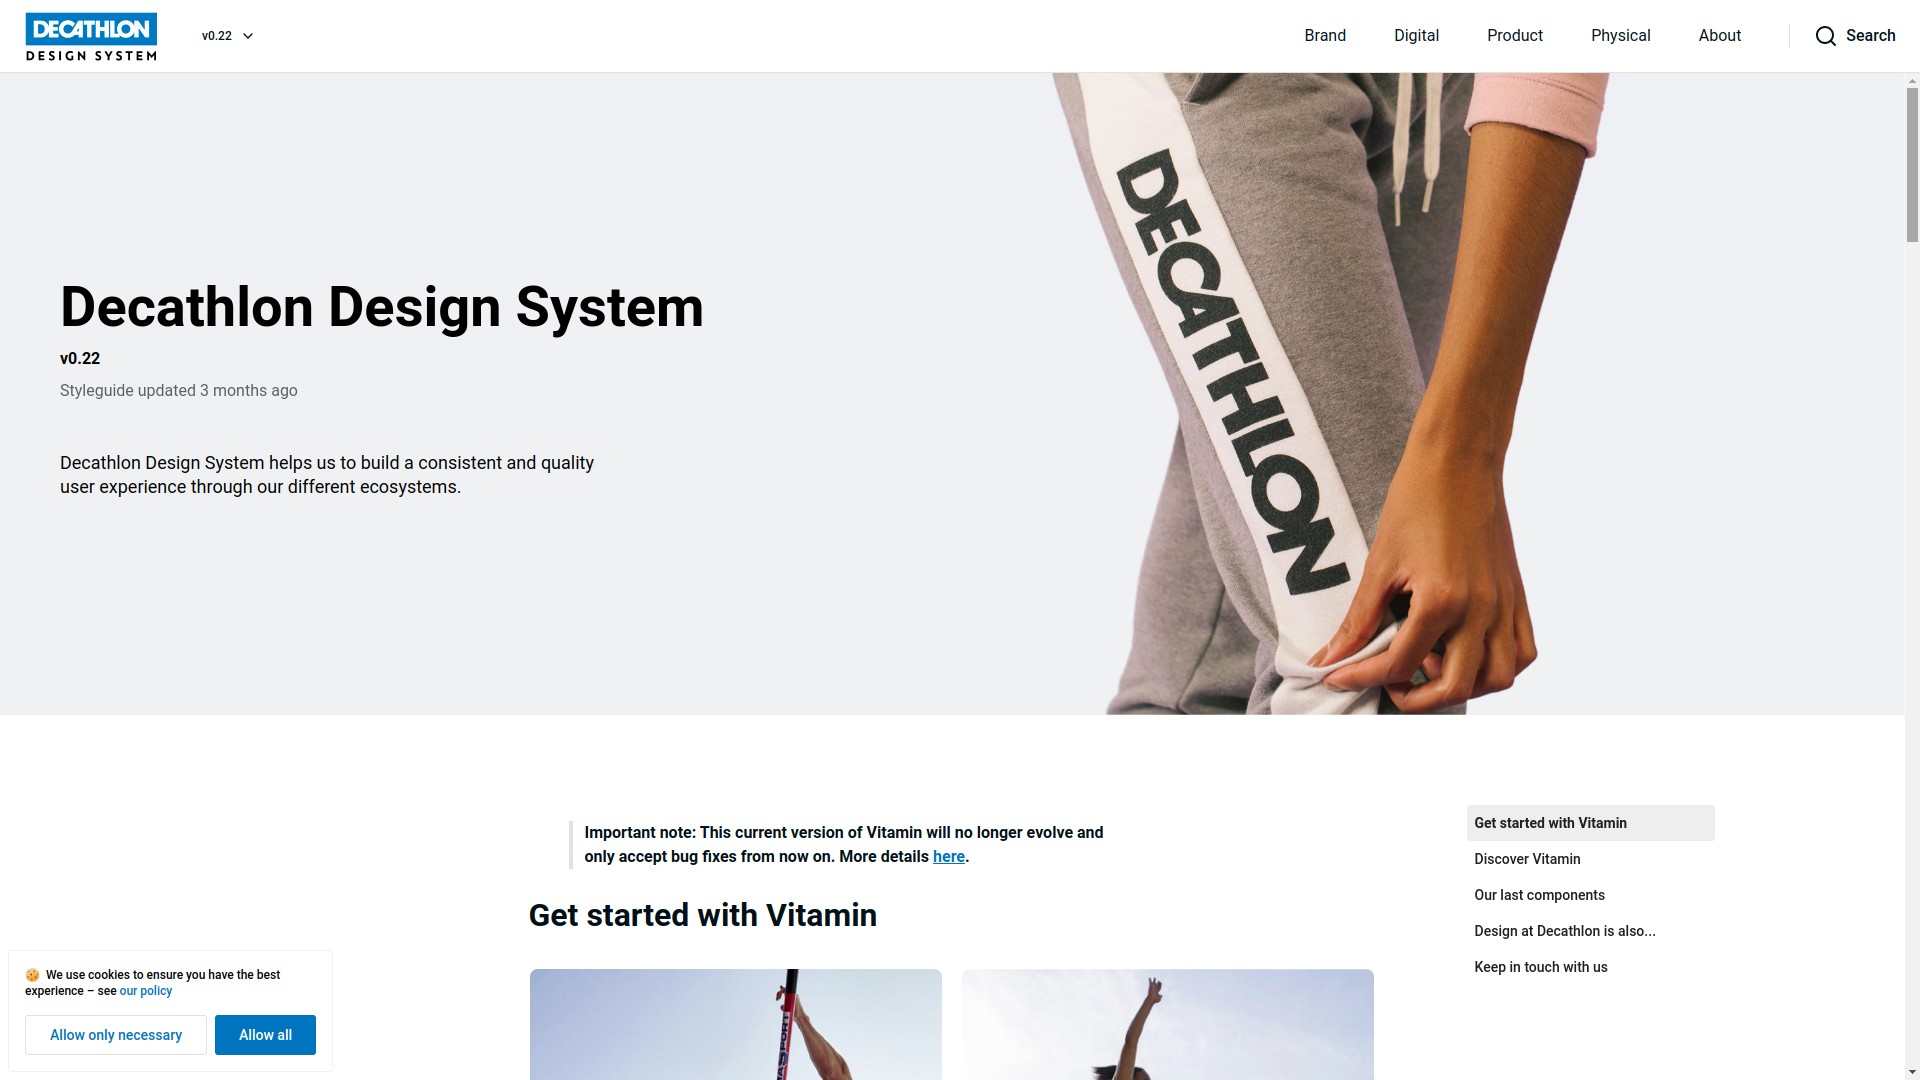 DECATHLON
DESIGN SYSTEM
v0.22
Brand
Digital
Product
Physical
About
Search
DECATHLON
Decathlon Design System
v0.22
Styleguide updated 3 months ago
Decathlon Design System helps us to build a consistent and quality
user experience through our different ecosystems.
Important note: This current version of Vitamin will no longer evolve and
only accept bug fixes from now on. More details here.
Get started with Vitamin
Get started with Vitamin
Discover Vitamin
Our last components
Design at Decathlon is also...
Keep in touch with us
We use cookies to ensure you have the best
experience – see our policy
Allow only necessary
Allow all